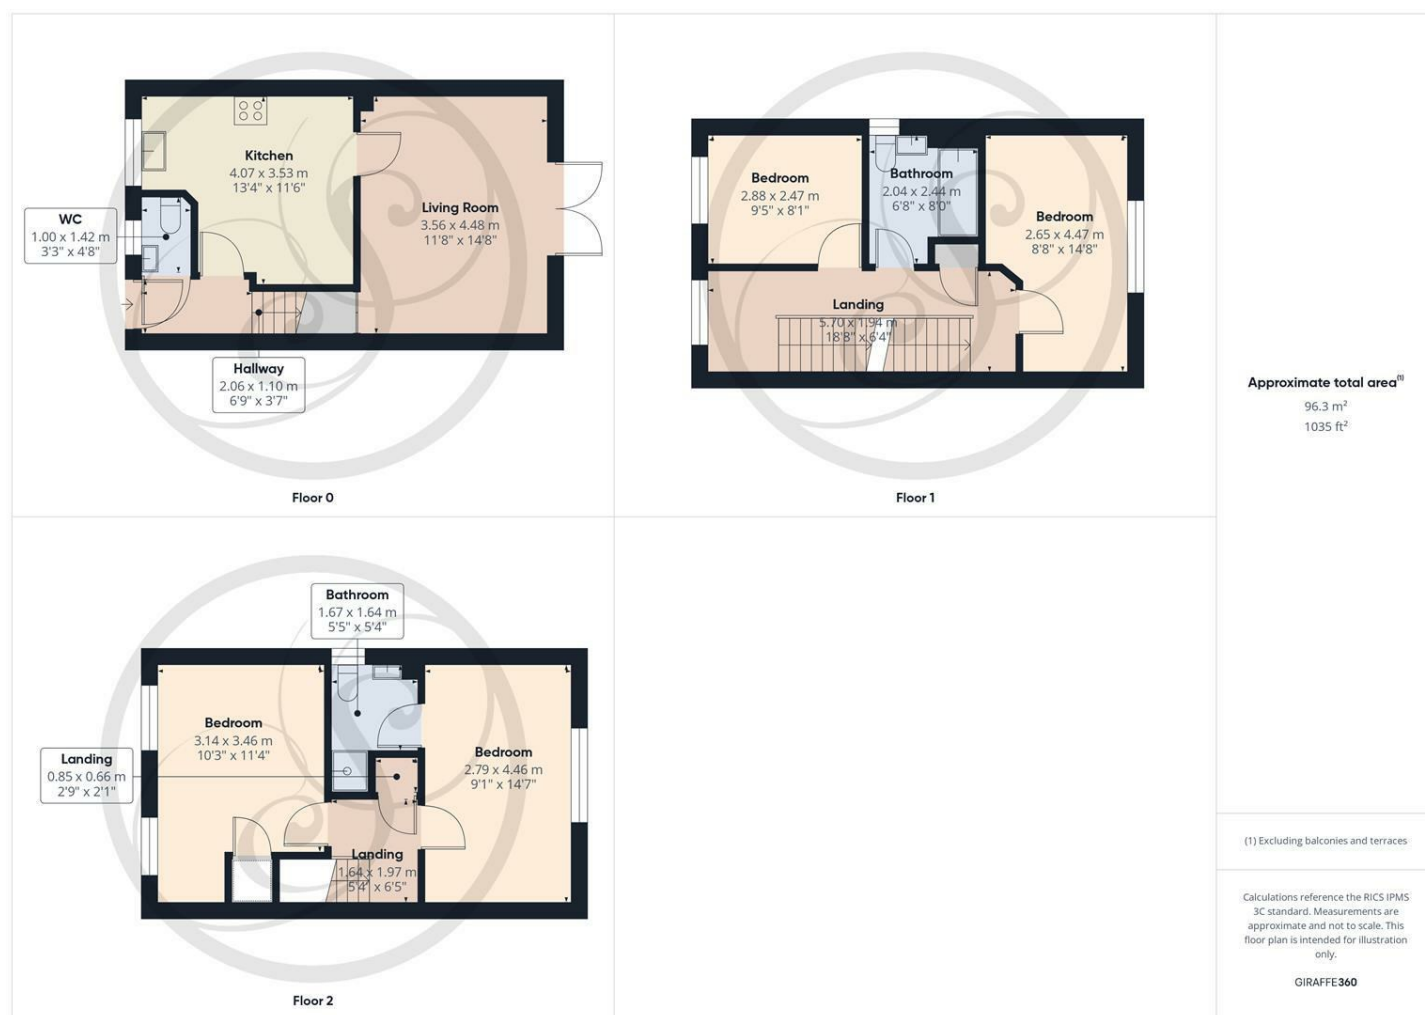 Kitchen
4.07 x 3.53 m
13'4" x 11'6"
WC
1.00 x 1.42 m
3'3" x 4'8"
Living Room
3.56 x 4.48 m
11'8" x 14'8"
Hallway
2.06 x 1.10 m
6'9" x 3'7"
Floor 0
Bedroom
2.88 x 2.47 m
9'5" x 8'1"
Bathroom
2.04 x 2.44 m
6'8" x 8'0"
Bedroom
2.65 x 4.47 m
8'8" x 14'8"
Landing
5.70 x 1.94 m
18'8" x 6'4"
Floor 1
Approximate total area(1)
96.3 m²
1035 ft²
Bathroom
1.67 x 1.64 m
5'5" x 5'4"
Bedroom
3.14 x 3.46 m
10'3" x 11'4"
Landing
0.85 x 0.66 m
2'9" x 2'1"
Bedroom
2.79 x 4.46 m
9'1" x 14'7"
Landing
1.64 x 1.97 m
5'4" x 6'5"
Floor 2
(1) Excluding balconies and terraces
Calculations reference the RICS IPMS
3C standard. Measurements are
approximate and not to scale. This
floor plan is intended for illustration
only.
GIRAFFE360